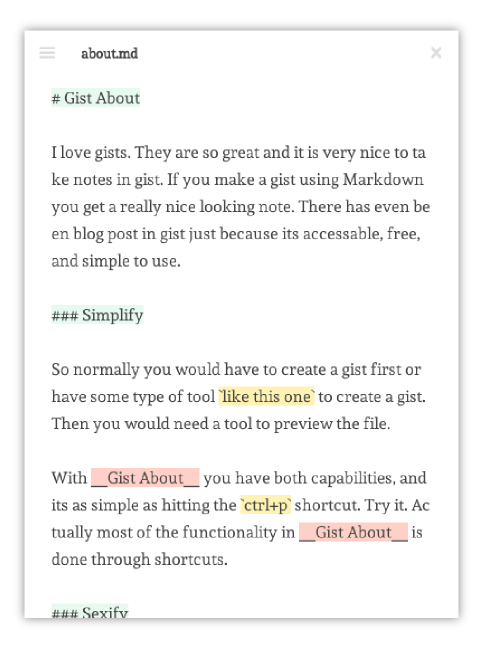 about.md
# Gist About
I love gists. They are so great and it is very nice to ta
ke notes in gist. If you make a gist using Markdown
you get a really nice looking note. There has even be
en blog post in gist just because its accessable, free,
and simple to use.
### Simplify
So normally you would have to create a gist first or
have some type of tool `like this one` to create a gist.
Then you would need a tool to preview the file.
With __Gist About__ you have both capabilities, and
its as simple as hitting the `ctrl+p` shortcut. Try it. Ac
tually most of the functionality in __Gist About__ is
done through shortcuts.
### Sexify